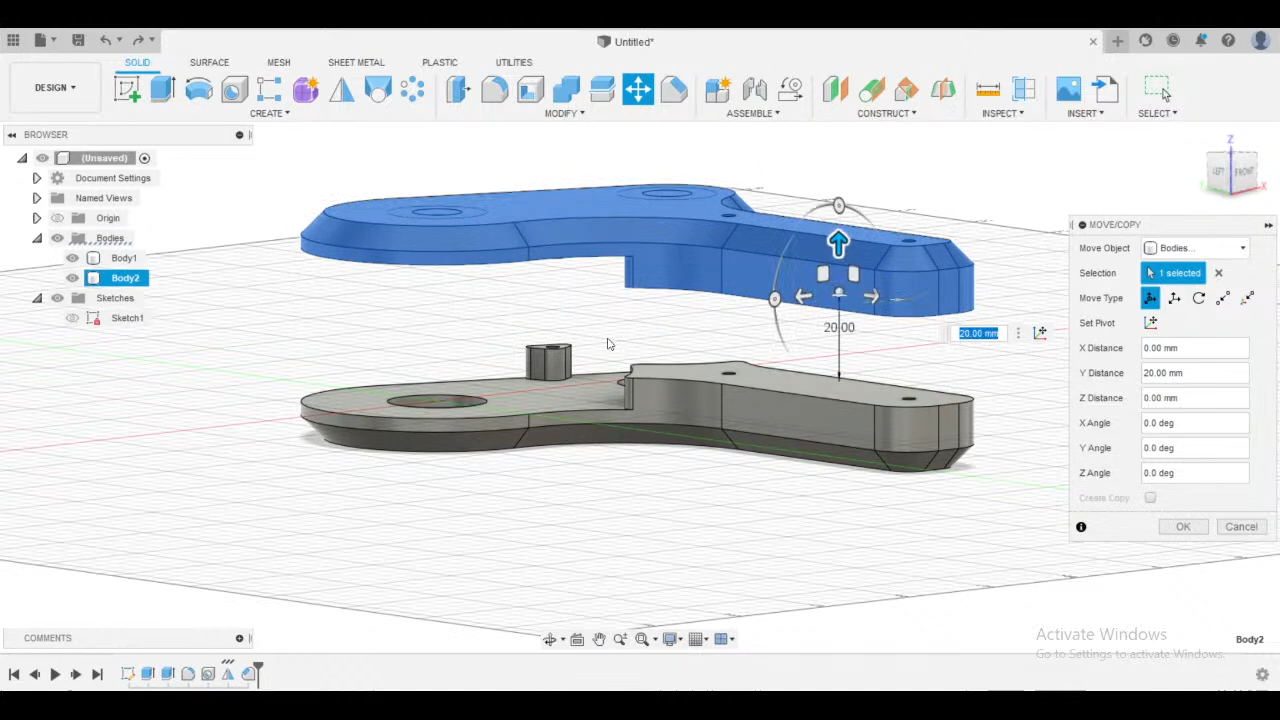 Untitled*
DESIGN
SOLID
SURFACE
MESH
SHEET METAL
PLASTIC
UTILITIES
CREATE
MODIFY
ASSEMBLE
CONSTRUCT
INSPECT
INSERT
SELECT
BROWSER
(Unsaved)
Document Settings
Named Views
Origin
Bodies
Body1
Body2
Sketches
Sketch1
Z
LEFT
FRONT
X
20.00
20.00 mm
MOVE/COPY
Move Object
Bodies...
Selection
1 selected
Move Type
Set Pivot
X Distance
0.00 mm
Y Distance
20.00 mm
Z Distance
0.00 mm
X Angle
0.0 deg
Y Angle
0.0 deg
Z Angle
0.0 deg
Create Copy
OK
Cancel
COMMENTS
Activate Windows
Go to Settings to activate Windows.
Body2